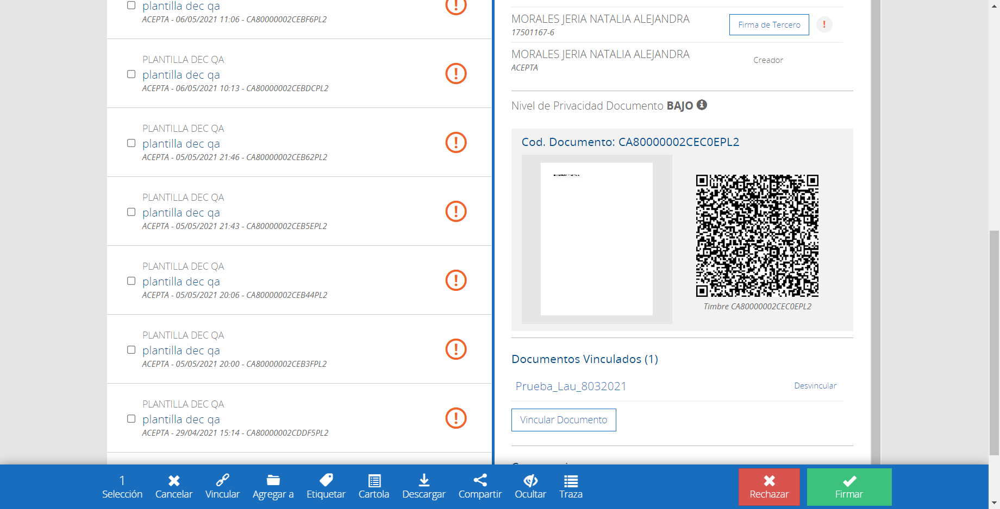 plantilla dec qa
ACEPTA - 06/05/2021 11:06 - CA80000002CEBF6PL2
PLANTILLA DEC QA
plantilla dec qa
ACEPTA - 06/05/2021 10:13 - CA80000002CEBDCPL2
PLANTILLA DEC QA
plantilla dec qa
ACEPTA - 05/05/2021 21:46 - CA80000002CEB62PL2
PLANTILLA DEC QA
plantilla dec qa
ACEPTA - 05/05/2021 21:43 - CA80000002CEB5EPL2
PLANTILLA DEC QA
plantilla dec qa
ACEPTA - 05/05/2021 20:06 - CA80000002CEB44PL2
PLANTILLA DEC QA
plantilla dec qa
ACEPTA - 05/05/2021 20:00 - CA80000002CEB3FPL2
PLANTILLA DEC QA
plantilla dec qa
ACEPTA - 29/04/2021 15:14 - CA80000002CDDF5PL2
MORALES JERIA NATALIA ALEJANDRA
17501167-6
Firma de Tercero
MORALES JERIA NATALIA ALEJANDRA
ACEPTA
Creador
Nivel de Privacidad Documento BAJO
Cod. Documento: CA80000002CEC0EPL2
Timbre CA80000002CEC0EPL2
Documentos Vinculados (1)
Prueba_Lau_8032021
Desvincular
Vincular Documento
1 Selección
Cancelar
Vincular
Agregar a
Etiquetar
Cartola
Descargar
Compartir
Ocultar
Traza
Rechazar
Firmar